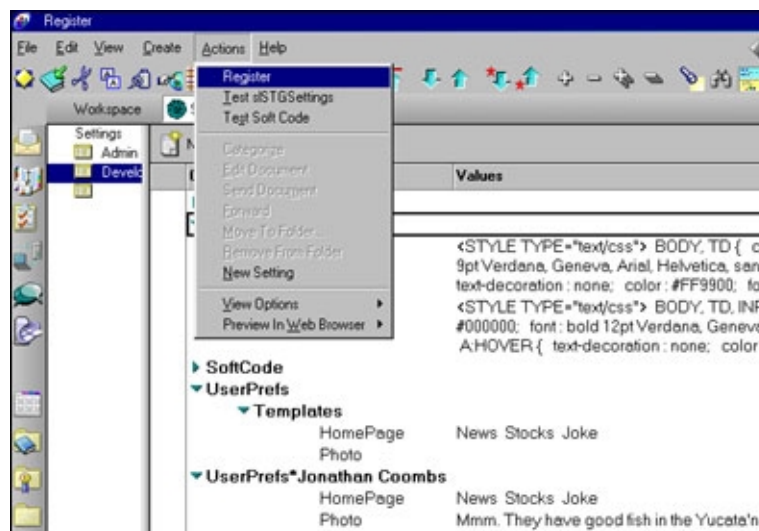 Register
File Edit View Create Actions Help
Workspace
Settings
Admin
Develo
Register
Test slSTGSettings
Test Soft Code
Categorize
Edit Document
Send Document
Forward
Move To Folder...
Remove From Folder
New Setting
View Options
Preview In Web Browser
Values
<STYLE TYPE="text/css"> BODY, TD { c
9pt Verdana, Geneva, Arial, Helvetica, san
text-decoration : none; color : #FF9900; fo
<STYLE TYPE="text/css"> BODY, TD, INP
#000000; font : bold 12pt Verdana, Geneva
A:HOVER { text-decoration : none; color
SoftCode
UserPrefs
Templates
HomePage News Stocks Joke
Photo
UserPrefs*Jonathan Coombs
HomePage News Stocks Joke
Photo Mmm. They have good fish in the Yucata'n